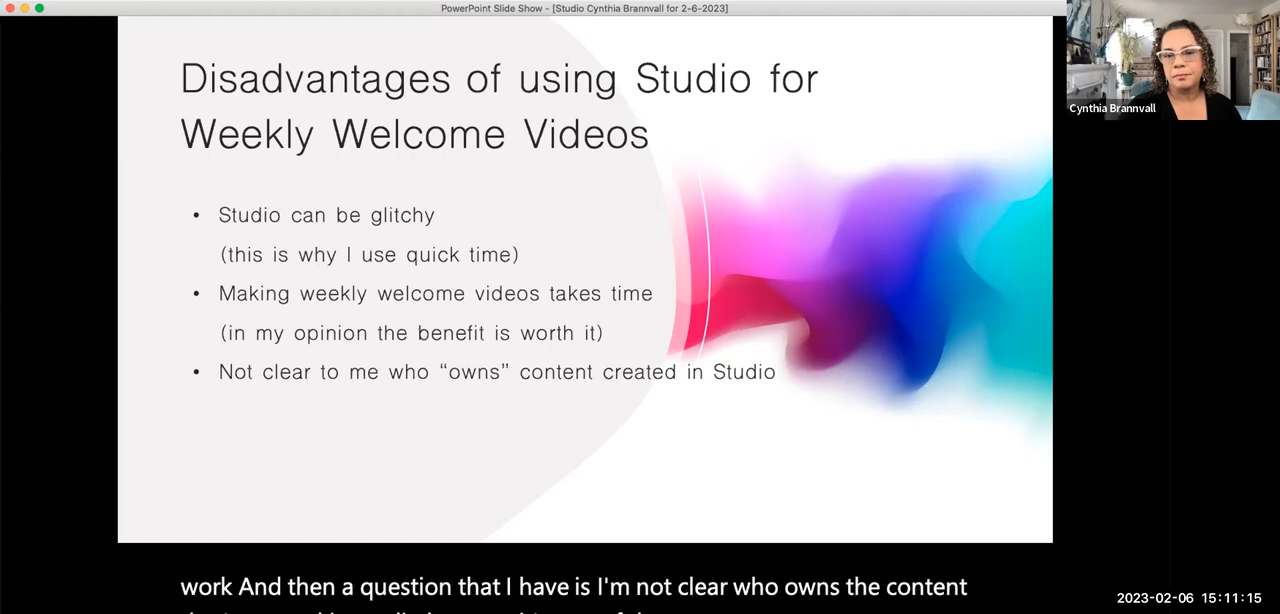 PowerPoint Slide Show - [Studio Cynthia Brannvall for 2-6-2023]
Disadvantages of using Studio for
Weekly Welcome Videos
• Studio can be glitchy
(this is why I use quick time)
• Making weekly welcome videos takes time
(in my opinion the benefit is worth it)
• Not clear to me who “owns” content created in Studio
Cynthia Brannvall
work And then a question that I have is I'm not clear who owns the content
2023-02-06 15:11:15